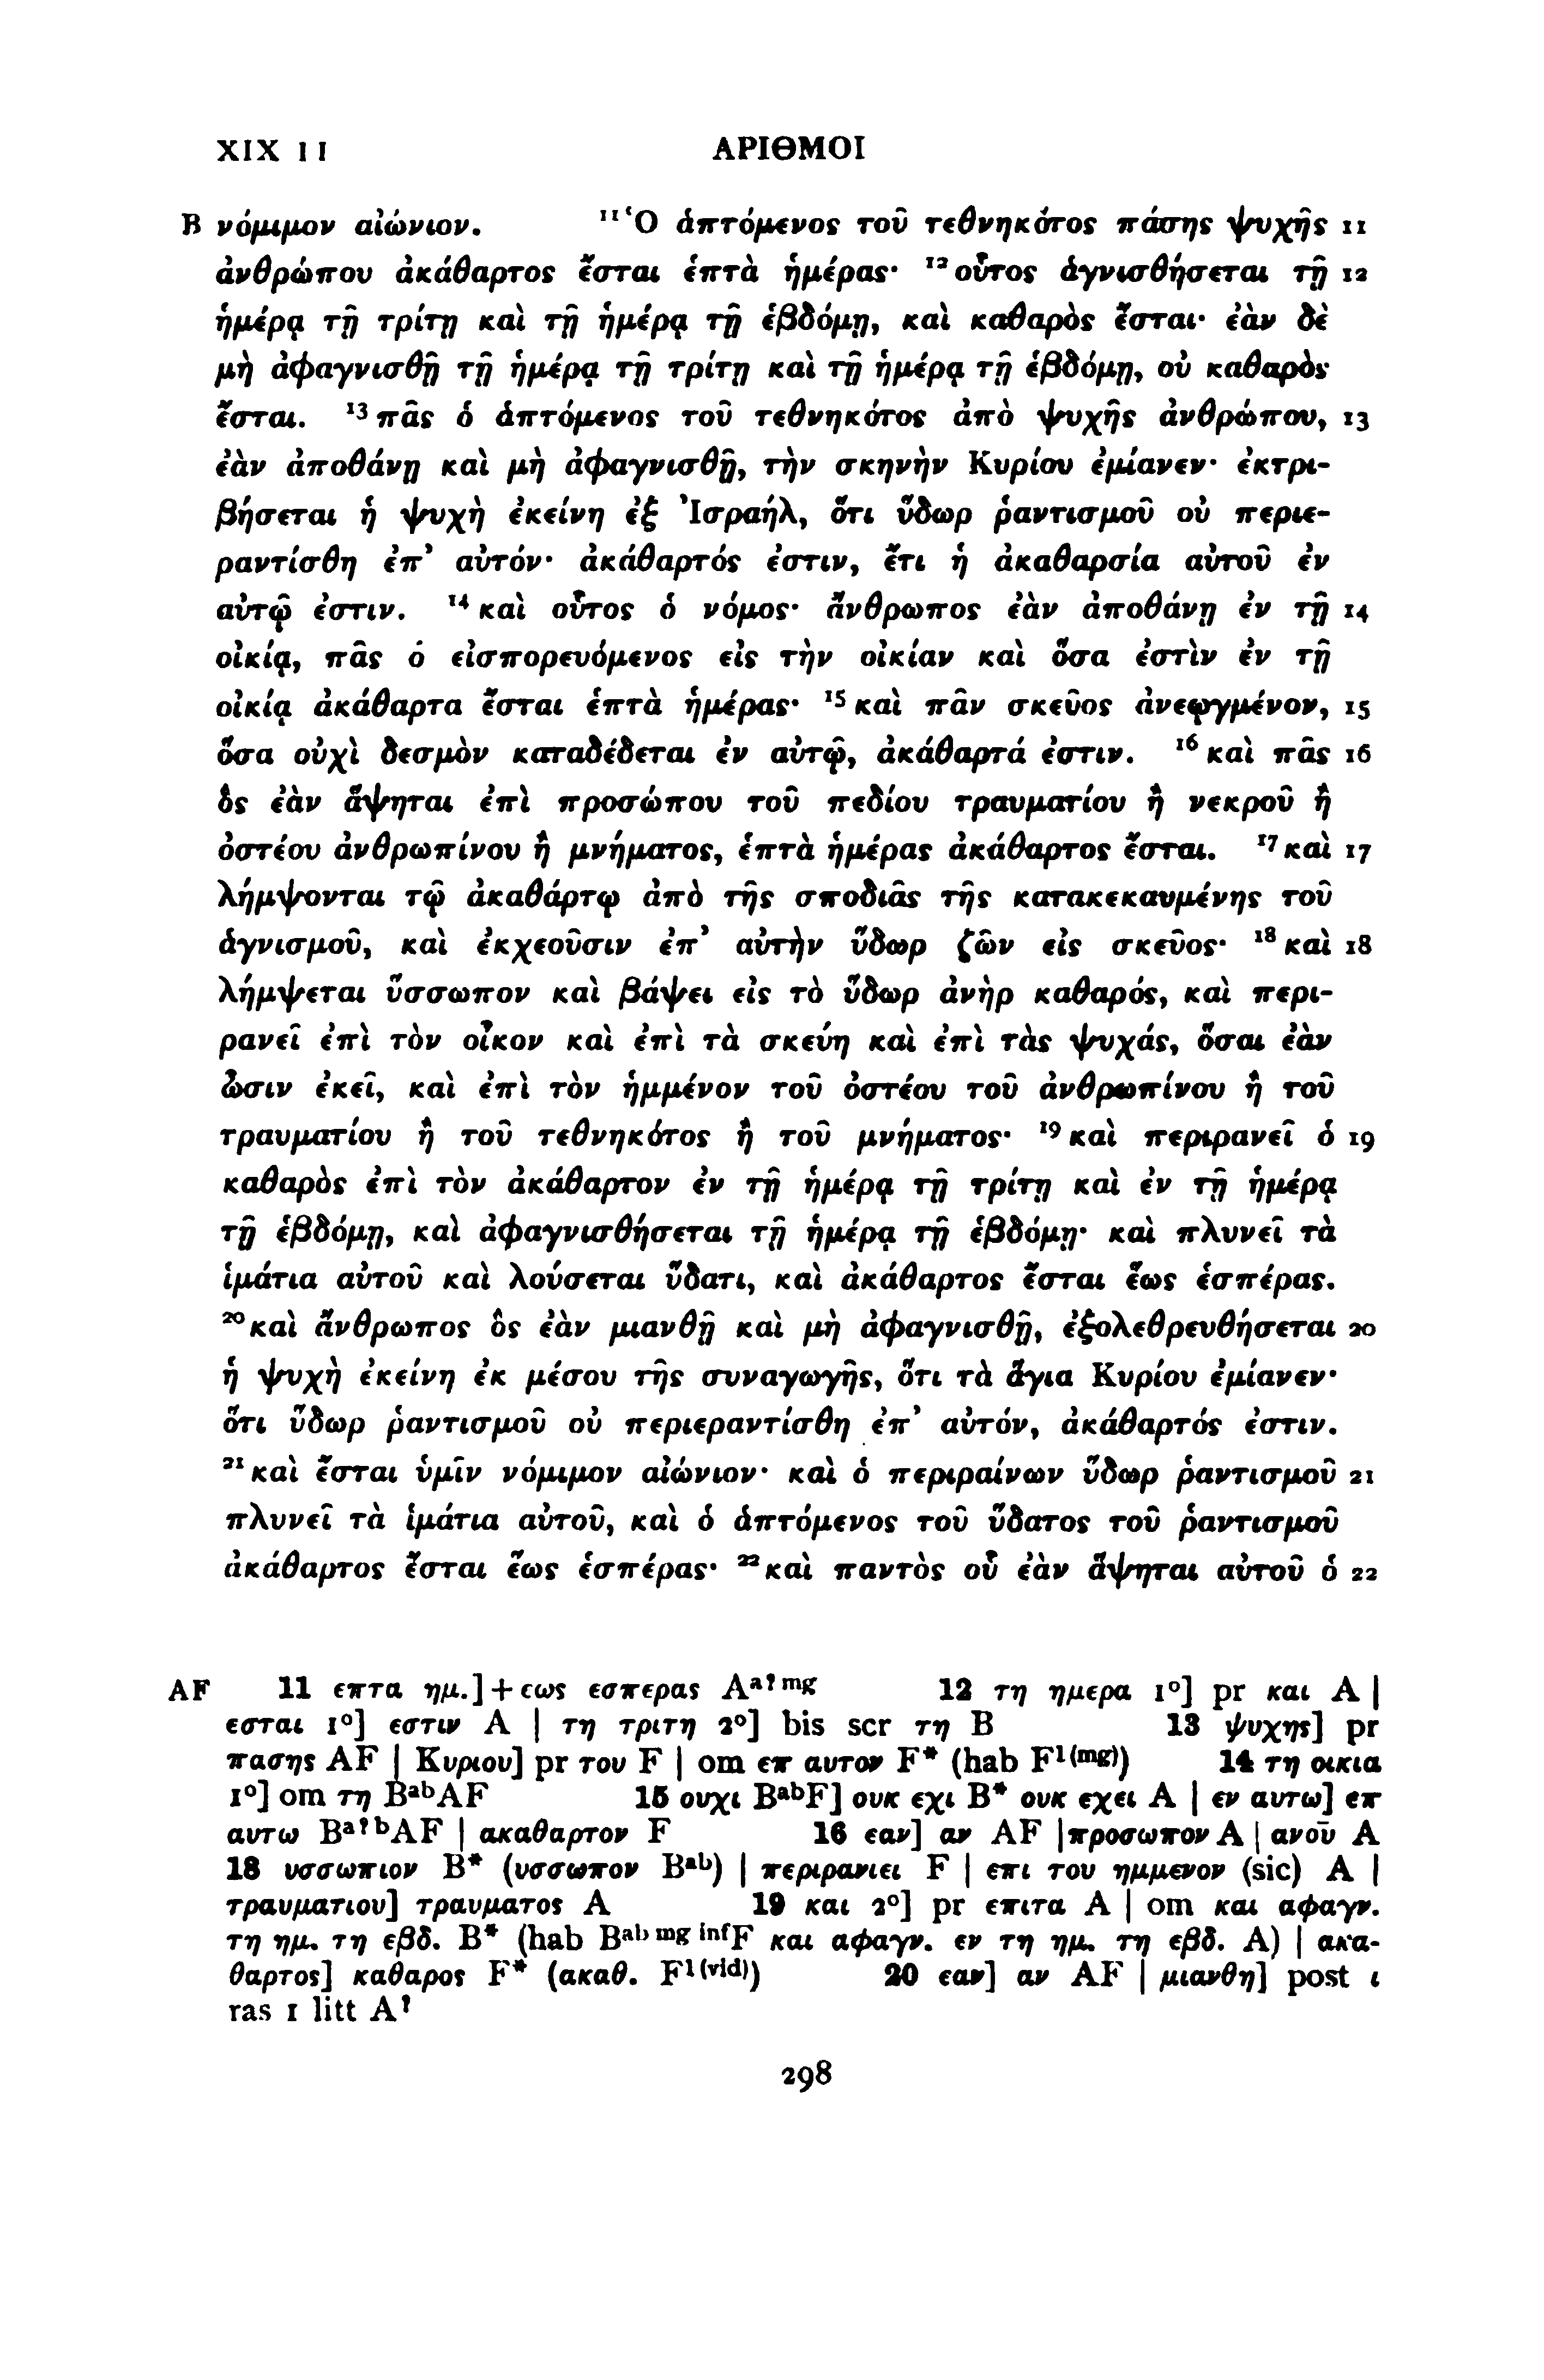 XIX 11 ΑΡΙΘΜΟΙ
B νόμιμον αἰώνιον. ¹¹Ὁ ἁπτόμενος τοῦ τεθνηκότος πάσης ψυχῆς 11
ἀνθρώπου ἀκάθαρτος ἔσται ἑπτὰ ἡμέρας· ¹²οὗτος ἁγνισθήσεται τῇ 12
ἡμέρᾳ τῇ τρίτῃ καὶ τῇ ἡμέρᾳ τῇ ἑβδόμῃ, καὶ καθαρὸς ἔσται· ἐὰν δὲ
μὴ ἀφαγνισθῇ τῇ ἡμέρᾳ τῇ τρίτῃ καὶ τῇ ἡμέρᾳ τῇ ἑβδόμῃ, οὐ καθαρὸς
ἔσται. ¹³πᾶς ὁ ἁπτόμενος τοῦ τεθνηκότος ἀπὸ ψυχῆς ἀνθρώπου, 13
ἐὰν ἀποθάνῃ καὶ μὴ ἀφαγνισθῇ, τὴν σκηνὴν Κυρίου ἐμίανεν· ἐκτρι-
βήσεται ἡ ψυχὴ ἐκείνη ἐξ Ἰσραήλ, ὅτι ὕδωρ ῥαντισμοῦ οὐ περιε-
ραντίσθη ἐπ’ αὐτόν· ἀκάθαρτός ἐστιν, ἔτι ἡ ἀκαθαρσία αὐτοῦ ἐν
αὐτῷ ἐστιν. ¹⁴καὶ οὗτος ὁ νόμος· ἄνθρωπος ἐὰν ἀποθάνῃ ἐν τῇ 14
οἰκίᾳ, πᾶς ὁ εἰσπορευόμενος εἰς τὴν οἰκίαν καὶ ὅσα ἐστὶν ἐν τῇ
οἰκίᾳ ἀκάθαρτα ἔσται ἑπτὰ ἡμέρας· ¹⁵καὶ πᾶν σκεῦος ἀνεῳγμένον, 15
ὅσα οὐχὶ δεσμὸν καταδέδεται ἐν αὐτῷ, ἀκάθαρτά ἐστιν. ¹⁶καὶ πᾶς 16
ὃς ἐὰν ἅψηται ἐπὶ προσώπου τοῦ πεδίου τραυματίου ἢ νεκροῦ ἢ
ὀστέου ἀνθρωπίνου ἢ μνήματος, ἑπτὰ ἡμέρας ἀκάθαρτος ἔσται. ¹⁷καὶ 17
λήμψονται τῷ ἀκαθάρτῳ ἀπὸ τῆς σποδιᾶς τῆς κατακεκαυμένης τοῦ
ἁγνισμοῦ, καὶ ἐκχεοῦσιν ἐπ’ αὐτὴν ὕδωρ ζῶν εἰς σκεῦος· ¹⁸καὶ 18
λήμψεται ὕσσωπον καὶ βάψει εἰς τὸ ὕδωρ ἀνὴρ καθαρός, καὶ περι-
ρανεῖ ἐπὶ τὸν οἶκον καὶ ἐπὶ τὰ σκεύη καὶ ἐπὶ τὰς ψυχάς, ὅσαι ἐὰν
ὦσιν ἐκεῖ, καὶ ἐπὶ τὸν ἡμμένον τοῦ ὀστέου τοῦ ἀνθρωπίνου ἢ τοῦ
τραυματίου ἢ τοῦ τεθνηκότος ἢ τοῦ μνήματος· ¹⁹καὶ περιρανεῖ ὁ 19
καθαρὸς ἐπὶ τὸν ἀκάθαρτον ἐν τῇ ἡμέρᾳ τῇ τρίτῃ καὶ ἐν τῇ ἡμέρᾳ
τῇ ἑβδόμῃ, καὶ ἀφαγνισθήσεται τῇ ἡμέρᾳ τῇ ἑβδόμῃ· καὶ πλυνεῖ τὰ
ἱμάτια αὐτοῦ καὶ λούσεται ὕδατι, καὶ ἀκάθαρτος ἔσται ἕως ἑσπέρας.
²⁰καὶ ἄνθρωπος ὃς ἐὰν μιανθῇ καὶ μὴ ἀφαγνισθῇ, ἐξολεθρευθήσεται 20
ἡ ψυχὴ ἐκείνη ἐκ μέσου τῆς συναγωγῆς, ὅτι τὰ ἅγια Κυρίου ἐμίανεν·
ὅτι ὕδωρ ῥαντισμοῦ οὐ περιεραντίσθη ἐπ’ αὐτόν, ἀκάθαρτός ἐστιν.
²¹καὶ ἔσται ὑμῖν νόμιμον αἰώνιον· καὶ ὁ περιραίνων ὕδωρ ῥαντισμοῦ 21
πλυνεῖ τὰ ἱμάτια αὐτοῦ, καὶ ὁ ἁπτόμενος τοῦ ὕδατος τοῦ ῥαντισμοῦ
ἀκάθαρτος ἔσται ἕως ἑσπέρας· ²²καὶ παντὸς οὗ ἐὰν ἅψηται αὐτοῦ ὁ 22
AF 11 επτα ημ.]+εως εσπερας Aᵃ?ᵐᵍ 12 τη ημερα 1°] pr και A |
εσται 1°] εστιν A | τη τριτη 2°] bis scr τη B 13 ψυχης] pr
πασης AF | Κυριου] pr του F | om επ αυτον F* (hab F¹⁽ᵐᵍ⁾) 14 τη οικια
1°] om τη BᵃᵇAF 15 ουχι BᵃᵇF] ουκ εχι B* ουκ εχει A | εν αυτω] επ
αυτω Bᵃ?ᵇAF | ακαθαρτον F 16 εαν] αν AF | προσωπον A | ανο̅υ̅ A
18 υσσωπιον B* (υσσωπον Bᵃᵇ) | περιρανιει F | επι του ημμενον (sic) A |
τραυματιου] τραυματος A 19 και 2°] pr επιτα A | om και αφαγν.
τη ημ. τη εβδ. B* (hab Bᵃᵇ ᵐᵍ ⁱⁿᶠF και αφαγν. εν τη ημ. τη εβδ. A) | ακα-
θαρτος] καθαρος F* (ακαθ. F¹⁽ᵛⁱᵈ⁾) 20 εαν] αν AF | μιανθη] post ι
ras 1 litt A?
298